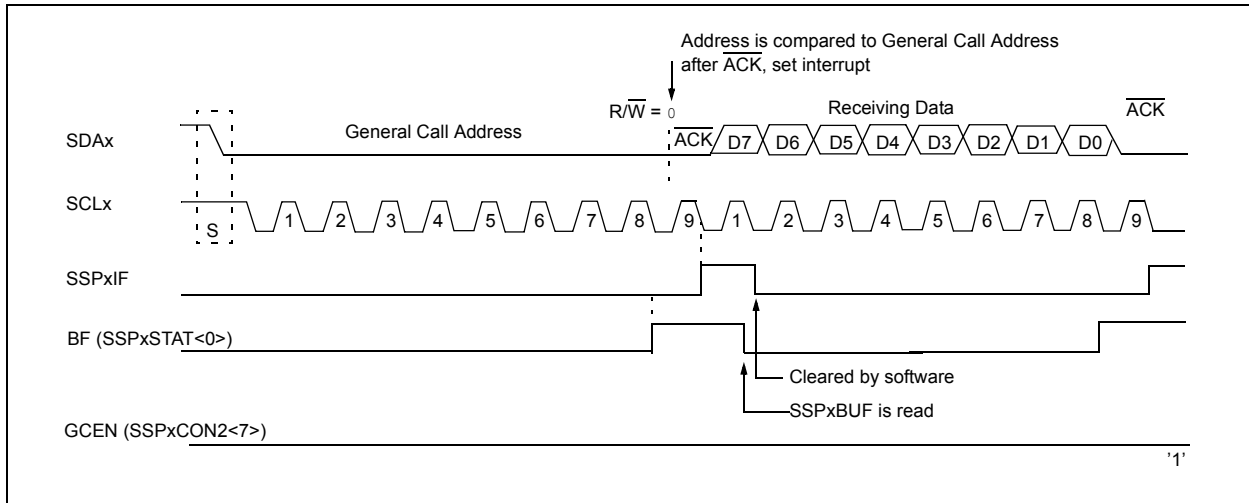 Address is compared to General Call Address
after ACK, set interrupt
R/W = 0
Receiving Data
ACK
SDAx
General Call Address
ACK D7 D6 D5 D4 D3 D2 D1 D0
SCLx
S
1 2 3 4 5 6 7 8 9 1 2 3 4 5 6 7 8 9
SSPxIF
BF (SSPxSTAT<0>)
Cleared by software
SSPxBUF is read
GCEN (SSPxCON2<7>)
'1'